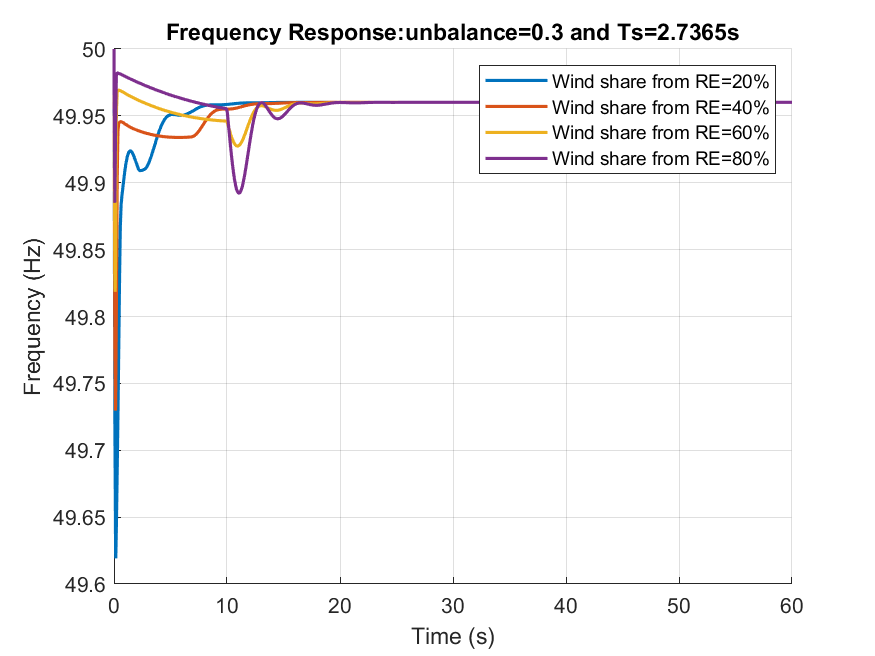 Frequency Response:unbalance=0.3 and Ts=2.7365s
50
49.95
49.9
49.85
49.8
49.75
49.7
49.65
49.6
Frequency (Hz)
Wind share from RE=20%
Wind share from RE=40%
Wind share from RE=60%
Wind share from RE=80%
0 10 20 30 40 50 60
Time (s)